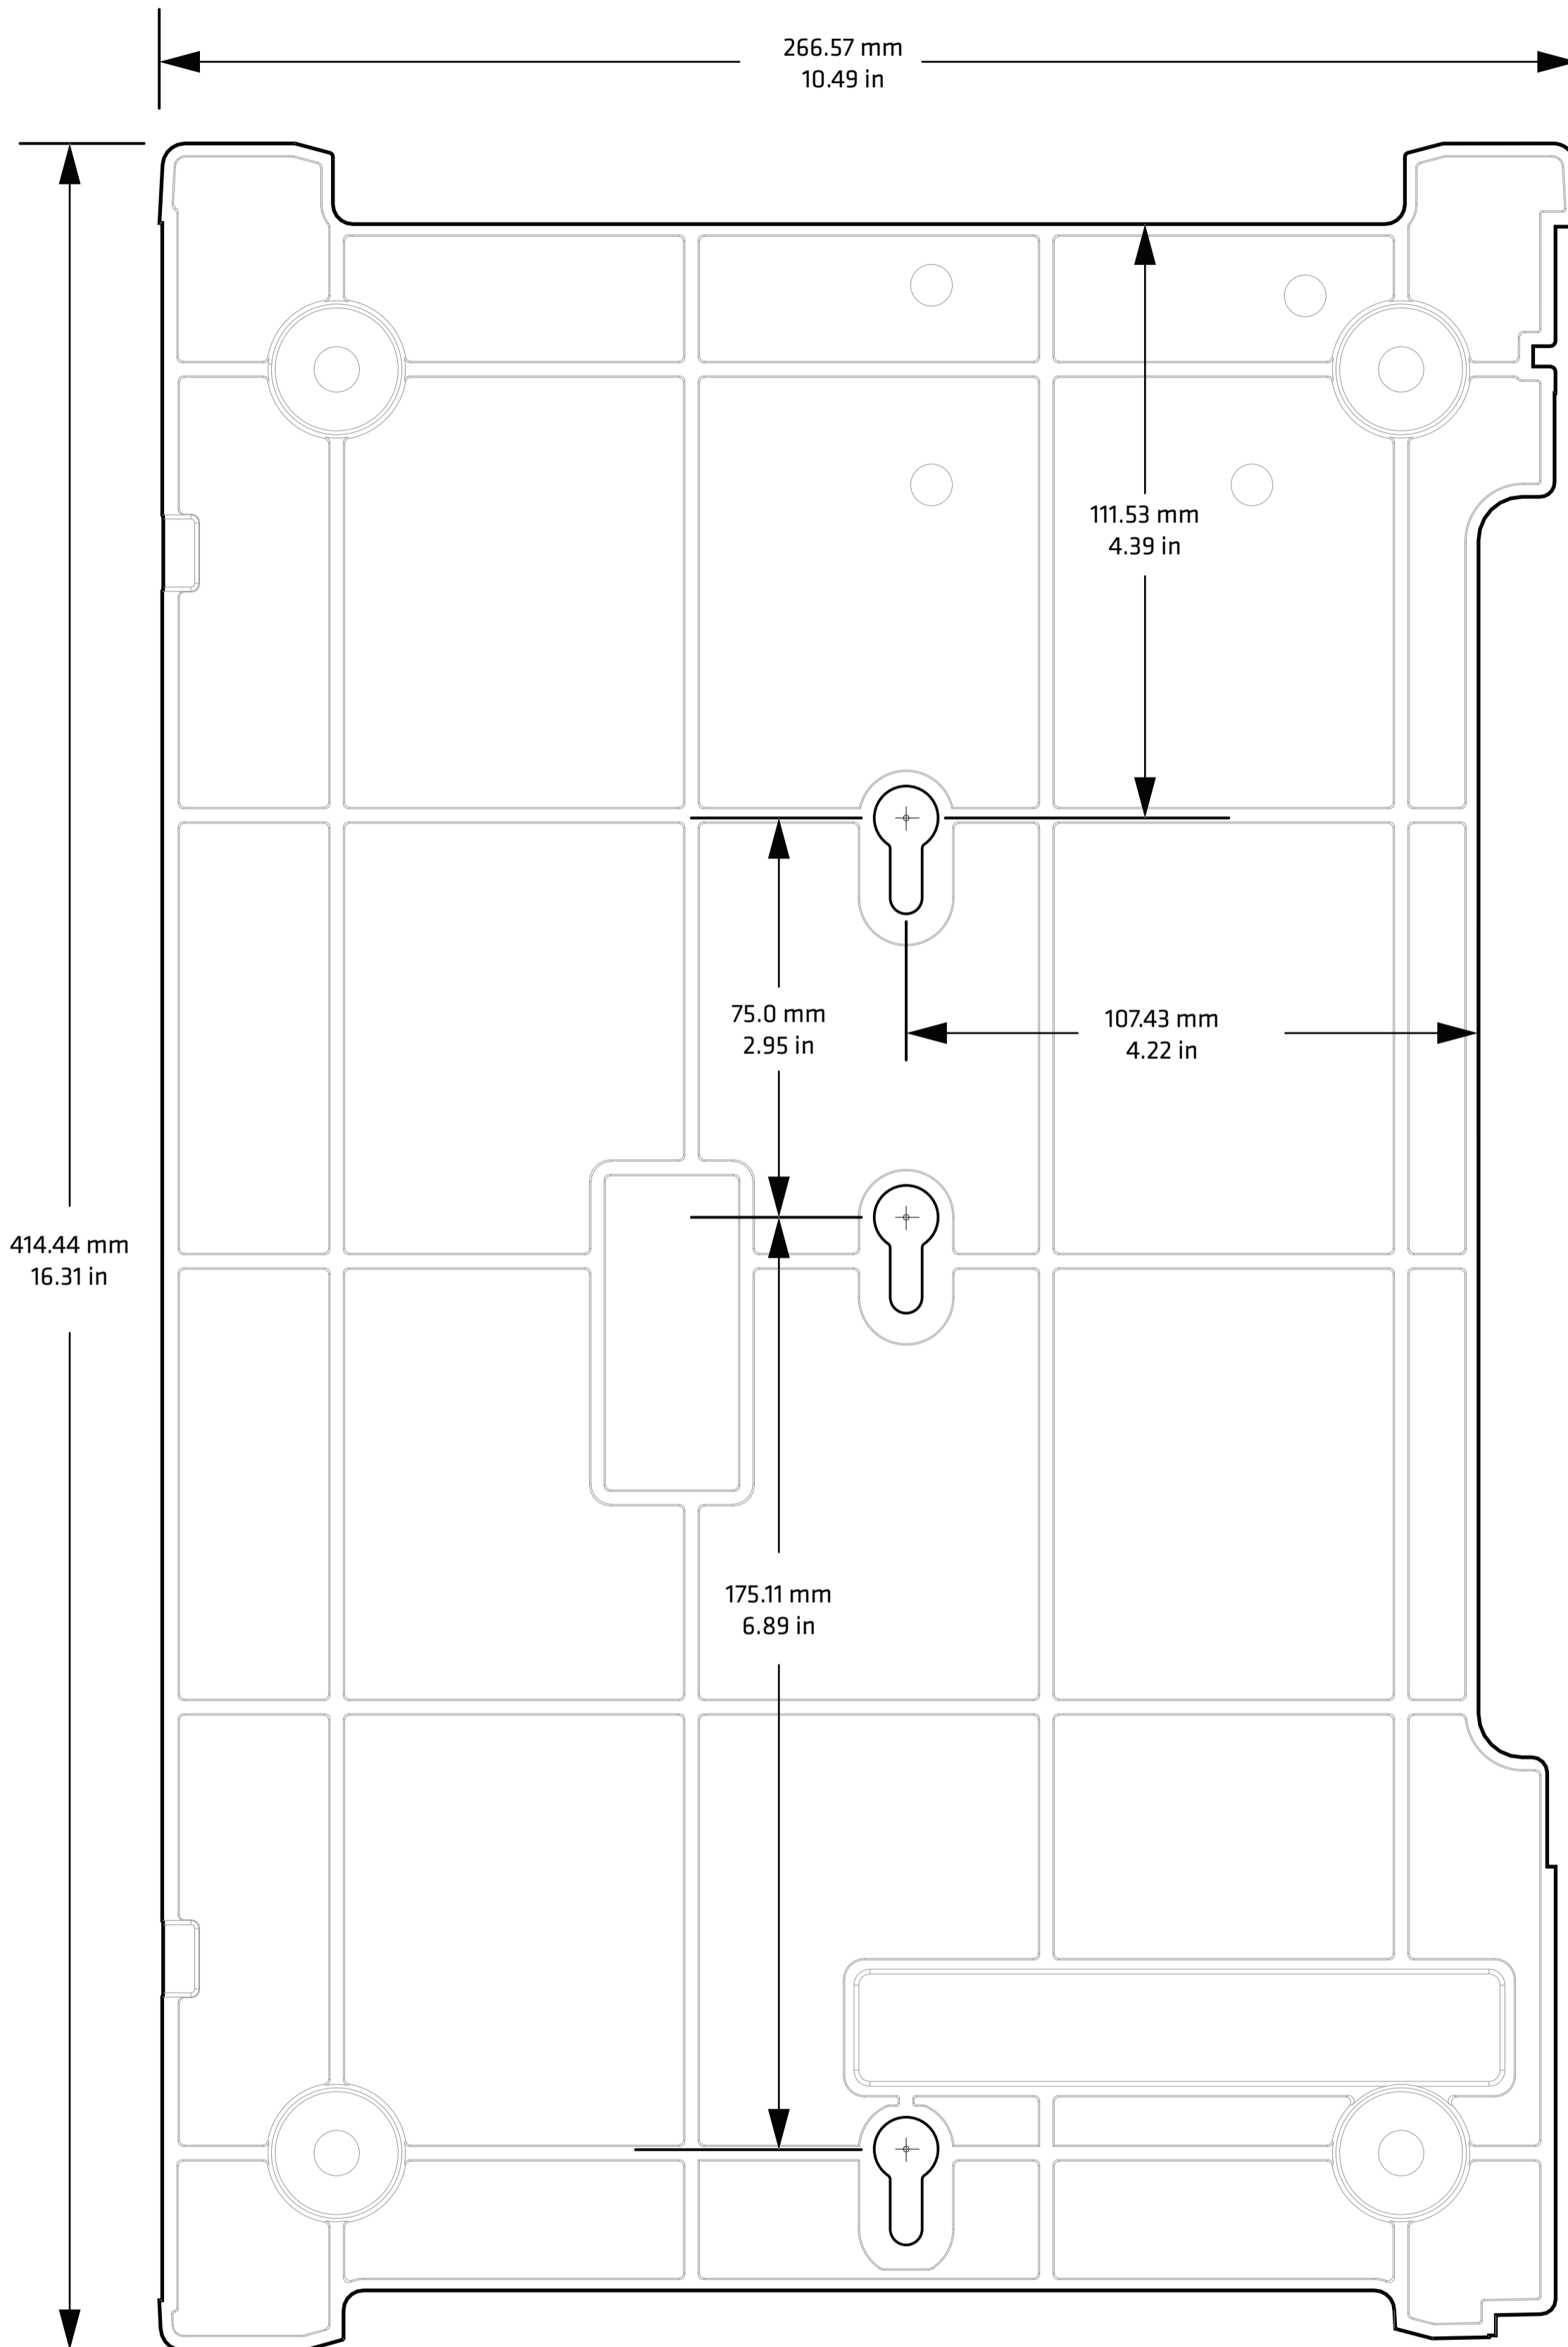 266.57 mm
10.49 in
111.53 mm
4.39 in
75.0 mm
2.95 in
107.43 mm
4.22 in
414.44 mm
16.31 in
175.11 mm
6.89 in